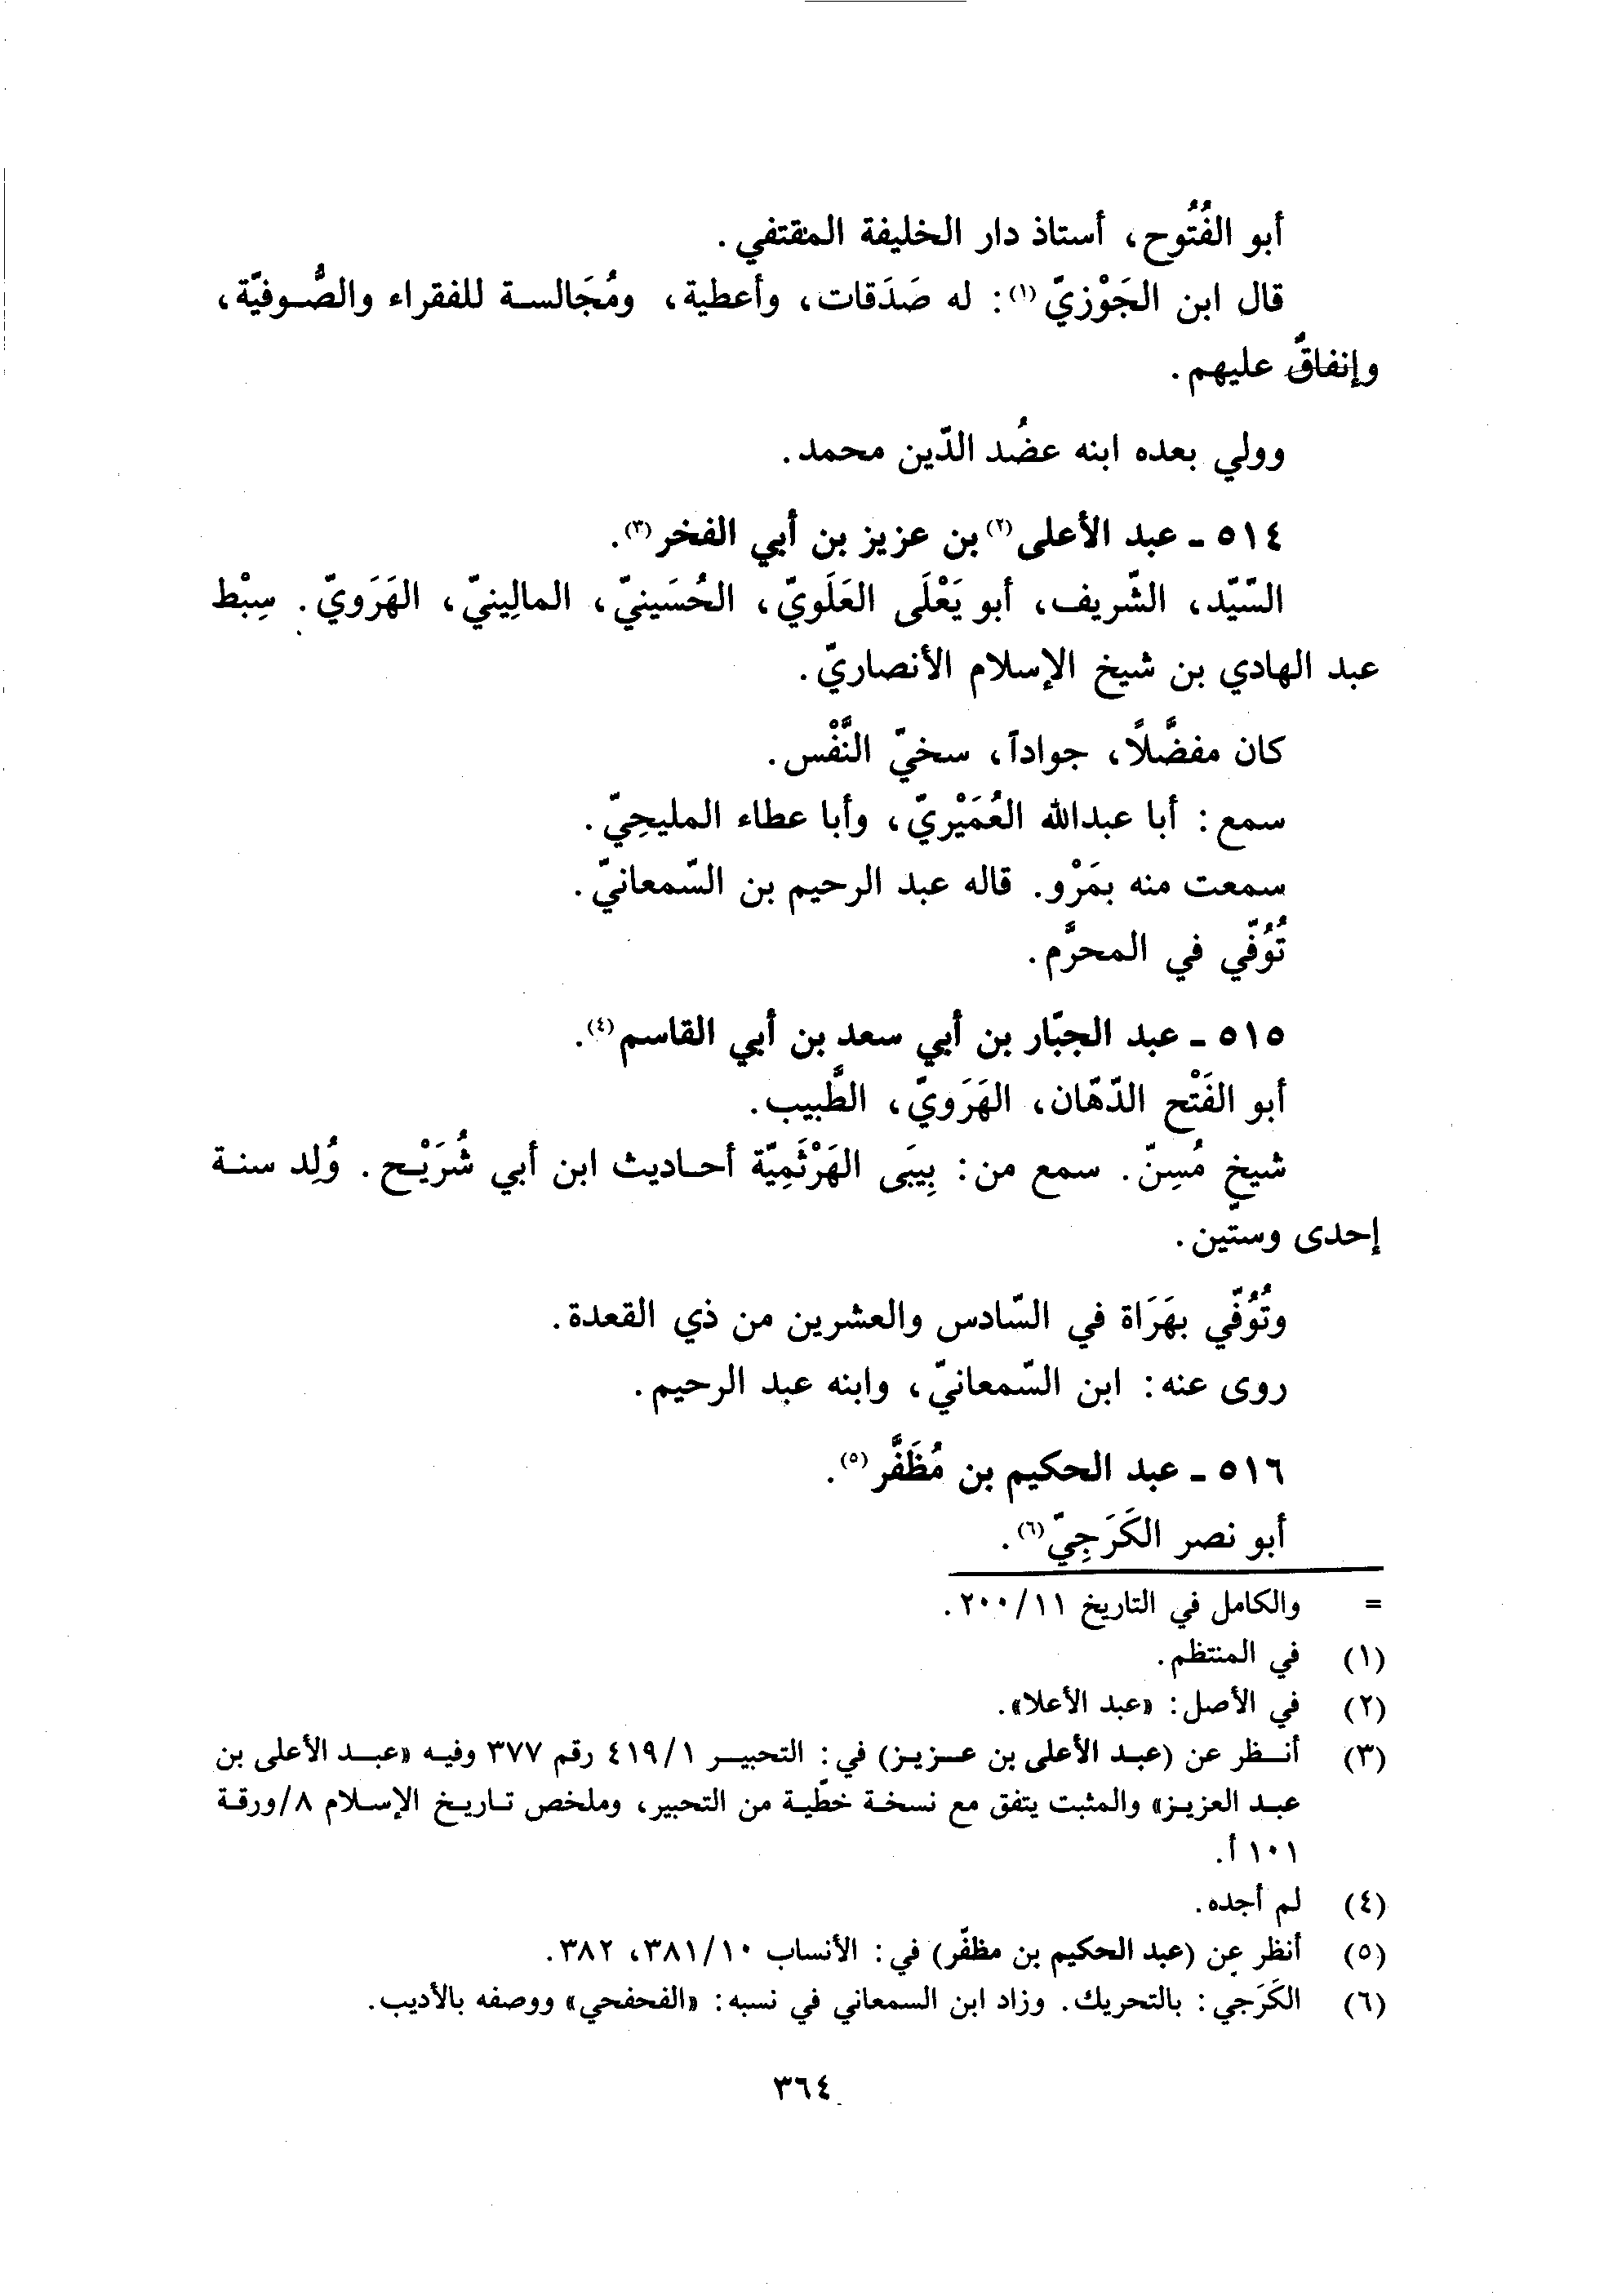 أبو الفُتُوح، أستاذ دار الخليفة المقتفي.
قال ابن الجَوْزيّ(١): له صَدَقات، وأعطية، ومُجَالسة للفقراء والصُّوفيّة،
وإنفاقٌ عليهم.
وولي بعده ابنه عضُد الدّين محمد.
٥١٤ - عبد الأعلى(٢) بن عزيز بن أبي الفخر(٣).
السّيّد، الشّريف، أبو يَعْلَى العَلَويّ، الحُسَينيّ، المالِينيّ، الهَرَويّ. سِبْط
عبد الهادي بن شيخ الإسلام الأنصاريّ.
كان مفضَّلًا، جواداً، سخيّ النَّفْس.
سمع: أبا عبدالله العُمَيْريّ، وأبا عطاء المليحِيّ.
سمعت منه بمَرْو. قاله عبد الرحيم بن السّمعانيّ.
تُوُفّي في المحرَّم.
٥١٥ - عبد الجبّار بن أبي سعد بن أبي القاسم(٤).
أبو الفَتْح الدّهّان، الهَرَويّ، الطَّبيب.
شيخ مُسِنّ. سمع من: بِيبَى الهَرْثَمِيّة أحاديث ابن أبي شُرَيْح. وُلِد سنة
إحدى وستّين.
وتُوُفّي بهَرَاة في السّادس والعشرين من ذي القعدة.
روى عنه: ابن السّمعانيّ، وابنه عبد الرحيم.
٥١٦ - عبد الحكيم بن مُظَفَّر(٥).
أبو نصر الكَرَجِيّ(٦).
= والكامل في التاريخ ٢٠٠/١١.
(١) في المنتظم.
(٢) في الأصل: «عبد الأعلا».
(٣) أنظر عن (عبد الأعلى بن عزيز) في: التحبير ٤١٩/١ رقم ٣٧٧ وفيه «عبد الأعلى بن
عبد العزيز» والمثبت يتفق مع نسخة خطّية من التحبير، وملخص تاريخ الإسلام ٨/ورقة
١٠١ أ.
(٤) لم أجده.
(٥) أنظر عن (عبد الحكيم بن مظفّر) في: الأنساب ٣٨١/١٠، ٣٨٢.
(٦) الكَرَجي: بالتحريك. وزاد ابن السمعاني في نسبه: «الفحفحي» ووصفه بالأديب.
٣٦٤